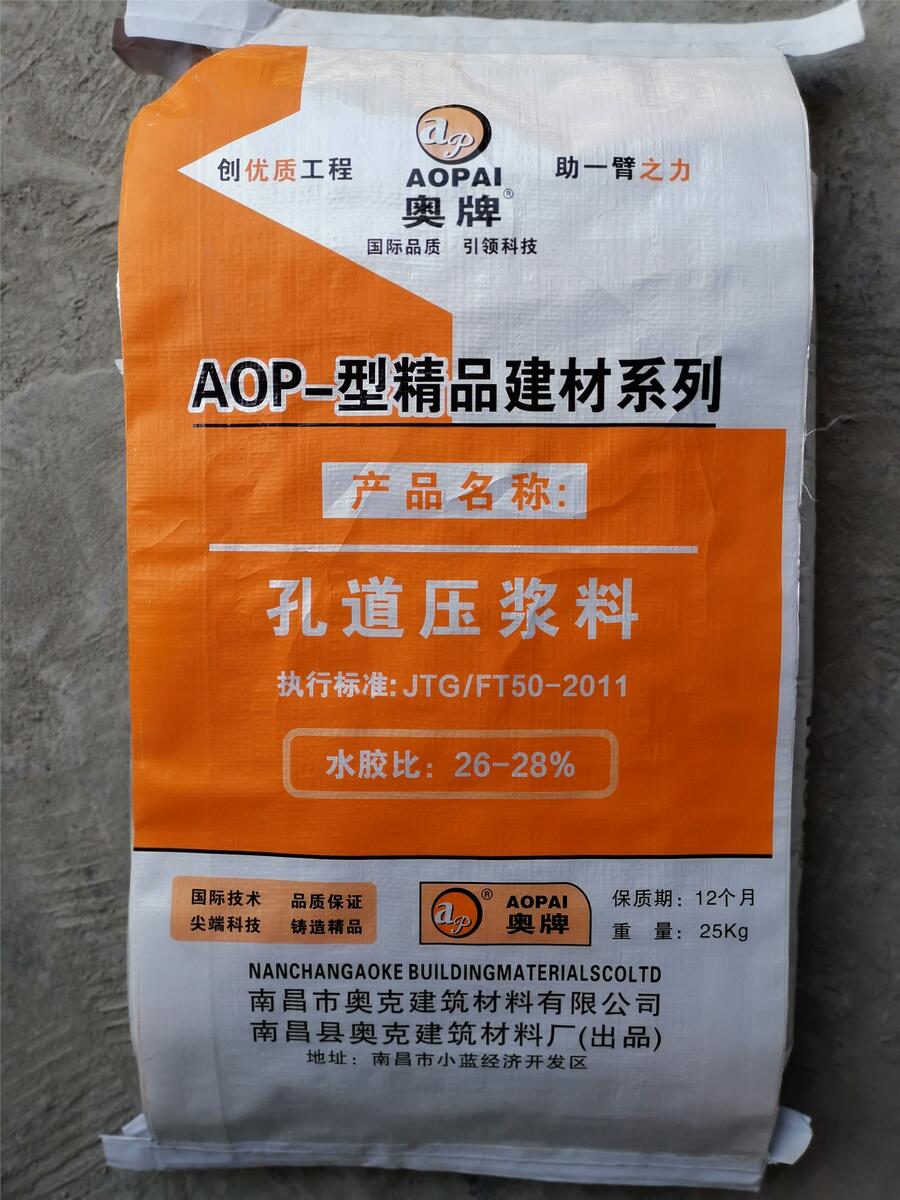 ap
创优质工程 AOPAI 助一臂之力
奥牌®
国际品质 引领科技
AOP-型精品建材系列
产品名称:
孔道压浆料
执行标准:JTG/FT50-2011
水胶比：26-28%
国际技术 品质保证
尖端科技 铸造精品
ap® AOPAI
奥牌
保质期：12个月
重 量：25Kg
NANCHANGAOKE BUILDINGMATERIALSCOLTD
南昌市奥克建筑材料有限公司
南昌县奥克建筑材料厂(出品)
地址：南昌市小蓝经济开发区